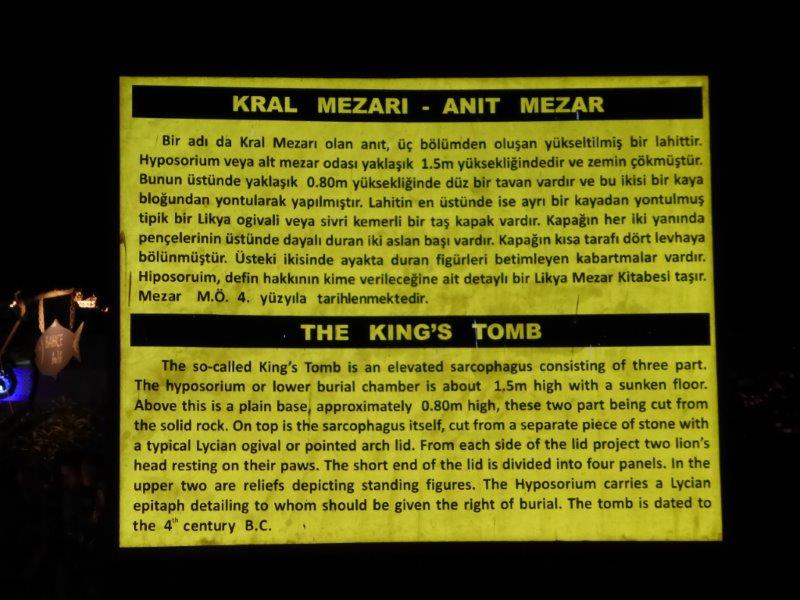 KRAL MEZARI - ANIT MEZAR
Bir adı da Kral Mezarı olan anıt, üç bölümden oluşan yükseltilmiş bir lahittir.
Hyposorium veya alt mezar odası yaklaşık 1.5m yüksekliğindedir ve zemin çökmüştür.
Bunun üstünde yaklaşık 0.80m yüksekliğinde düz bir tavan vardır ve bu ikisi bir kaya
bloğundan yontularak yapılmıştır. Lahitin en üstünde ise ayrı bir kayadan yontulmuş
tipik bir Likya ogivali veya sivri kemerli bir taş kapak vardır. Kapağın her iki yanında
pençelerinin üstünde dayalı duran iki aslan başı vardır. Kapağın kısa tarafı dört levhaya
bölünmüştür. Üsteki ikisinde ayakta duran figürleri betimleyen kabartmalar vardır.
Hiposoruim, defin hakkının kime verileceğine ait detaylı bir Likya Mezar Kitabesi taşır.
Mezar M.Ö. 4. yüzyıla tarihlenmektedir.
THE KING'S TOMB
The so-called King's Tomb is an elevated sarcophagus consisting of three part.
The hyposorium or lower burial chamber is about 1,5m high with a sunken floor.
Above this is a plain base, approximately 0.80m high, these two part being cut from
the solid rock. On top is the sarcophagus itself, cut from a separate piece of stone with
a typical Lycian ogival or pointed arch lid. From each side of the lid project two lion's
head resting on their paws. The short end of the lid is divided into four panels. In the
upper two are reliefs depicting standing figures. The Hyposorium carries a Lycian
epitaph detailing to whom should be given the right of burial. The tomb is dated to
the 4th century B.C.
BAHÇE